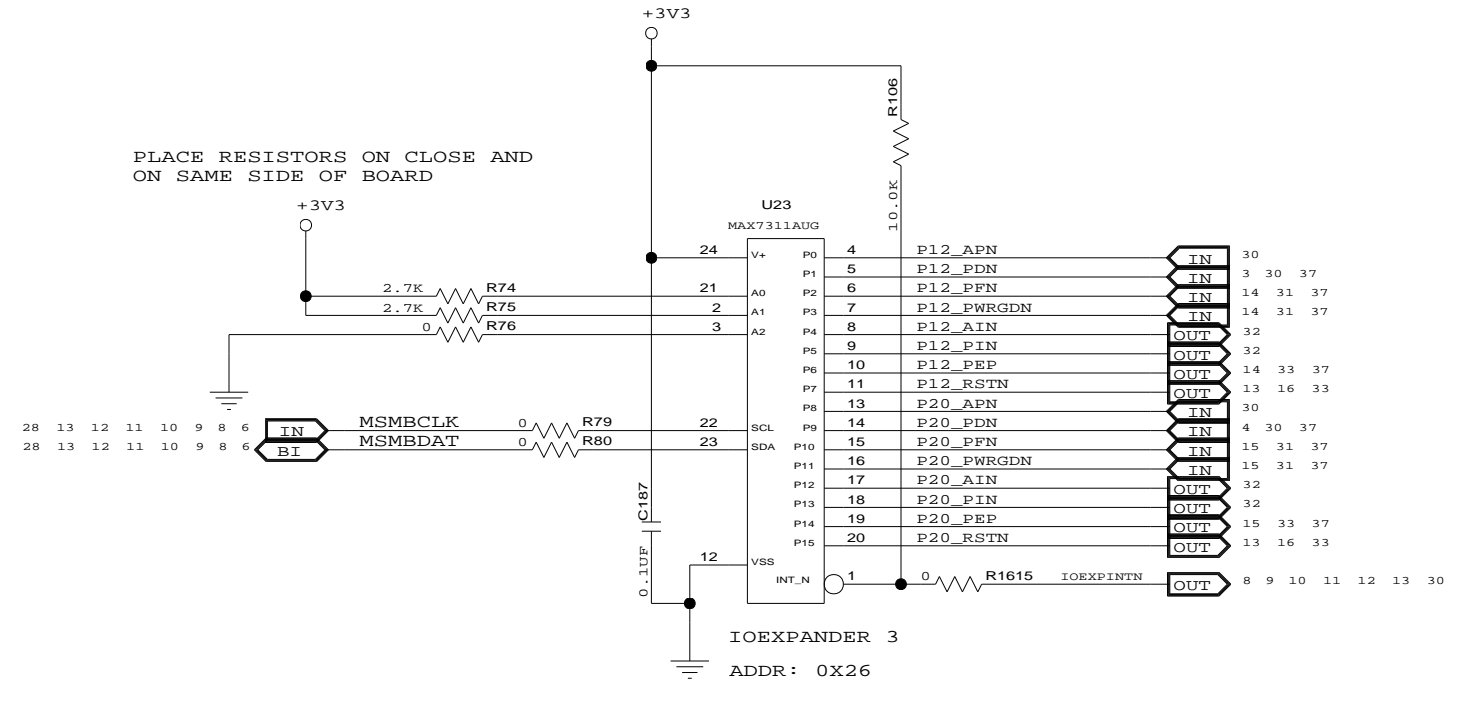 +3V3
R106
10.0K
PLACE RESISTORS ON CLOSE AND
ON SAME SIDE OF BOARD
+3V3
U23
MAX7311AUG
24 V+ P0 4 P12_APN IN 30
P1 5 P12_PDN IN 3 30 37
2.7K R74 21 A0 P2 6 P12_PFN IN 14 31 37
2.7K R75 2 A1 P3 7 P12_PWRGDN IN 14 31 37
0 R76 3 A2 P4 8 P12_AIN OUT 32
P5 9 P12_PIN OUT 32
P6 10 P12_PEP OUT 14 33 37
P7 11 P12_RSTN OUT 13 16 33
P8 13 P20_APN IN 30
28 13 12 11 10 9 8 6 IN MSMBCLK 0 R79 22 SCL P9 14 P20_PDN IN 4 30 37
28 13 12 11 10 9 8 6 BI MSMBDAT 0 R80 23 SDA P10 15 P20_PFN IN 15 31 37
P11 16 P20_PWRGDN IN 15 31 37
P12 17 P20_AIN OUT 32
P13 18 P20_PIN OUT 32
P14 19 P20_PEP OUT 15 33 37
P15 20 P20_RSTN OUT 13 16 33
C187
0.1UF
12 VSS
INT_N 1 0 R1615 IOEXPINTN OUT 8 9 10 11 12 13 30
IOEXPANDER 3
ADDR: 0X26